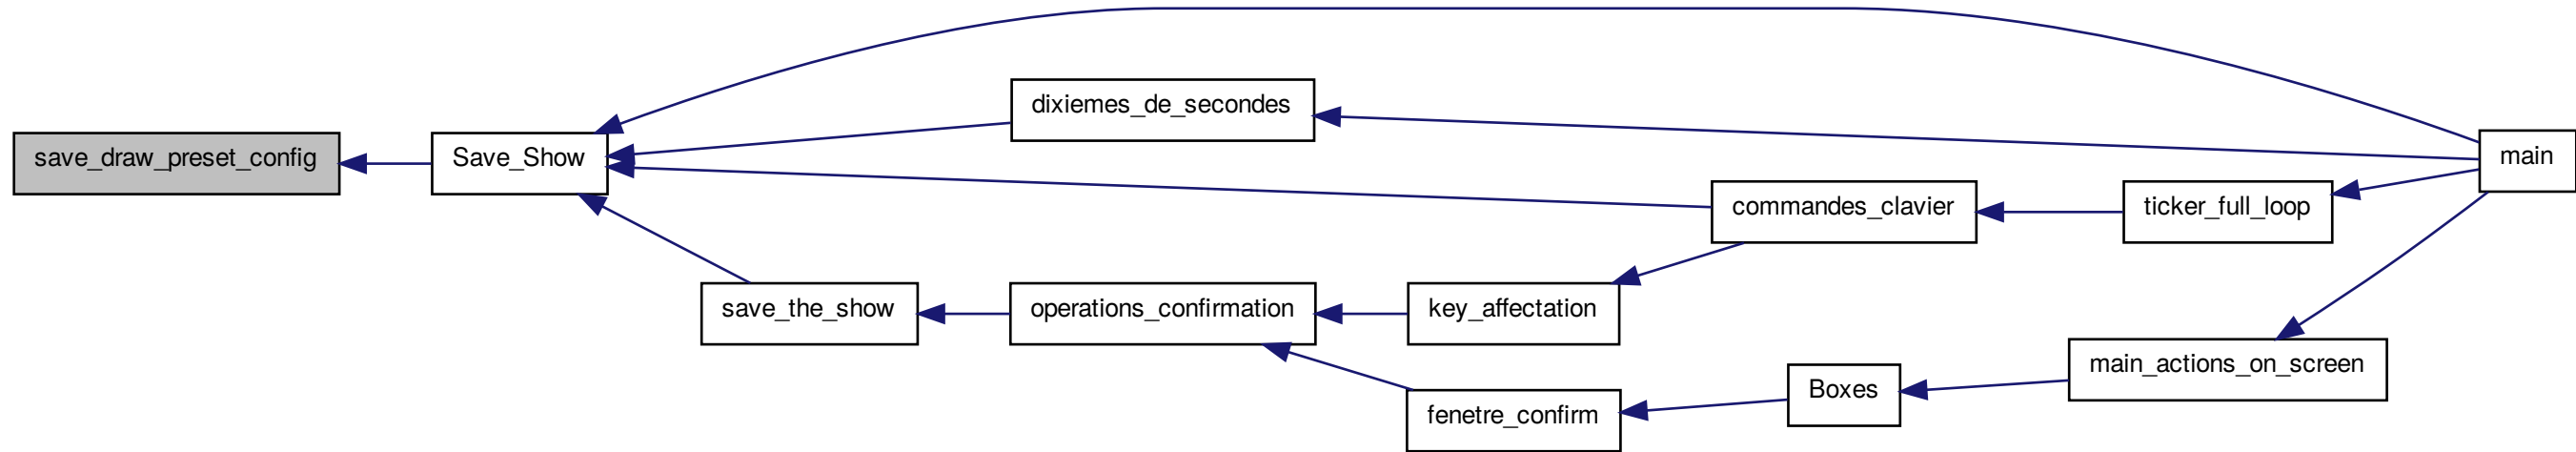 save_draw_preset_config
Save_Show
dixiemes_de_secondes
main
commandes_clavier
ticker_full_loop
save_the_show
operations_confirmation
key_affectation
main_actions_on_screen
Boxes
fenetre_confirm